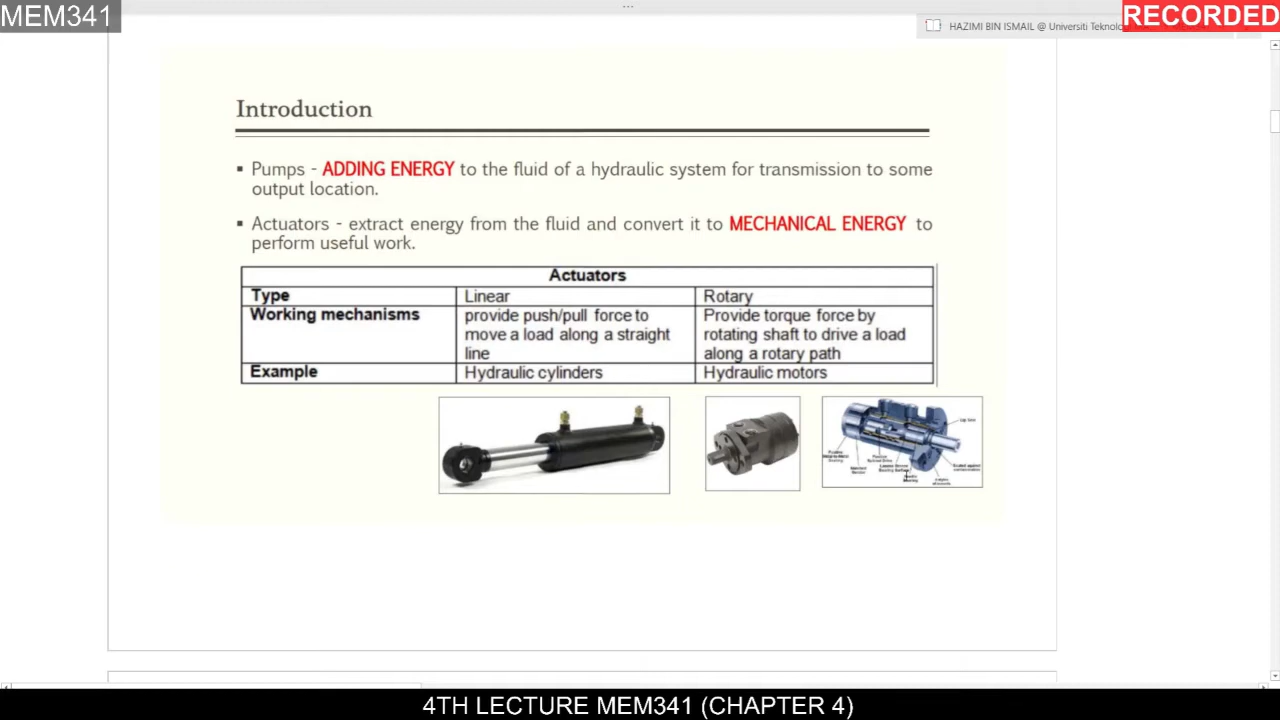 MEM341
RECORDED
HAZIMI BIN ISMAIL @ Universiti Teknolog
Introduction
▪ Pumps - ADDING ENERGY to the fluid of a hydraulic system for transmission to some
output location.
▪ Actuators - extract energy from the fluid and convert it to MECHANICAL ENERGY to
perform useful work.
Actuators
Type Linear Rotary
Working mechanisms provide push/pull force to Provide torque force by
move a load along a straight rotating shaft to drive a load
line along a rotary path
Example Hydraulic cylinders Hydraulic motors
4TH LECTURE MEM341 (CHAPTER 4)